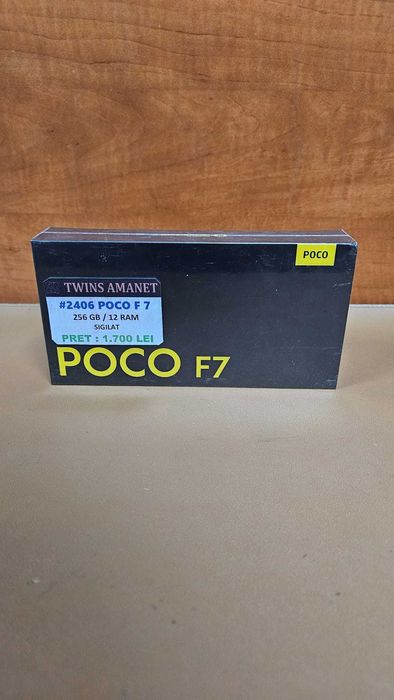 POCO
TWINS AMANET
#2406 POCO F 7
256 GB / 12 RAM
SIGILAT
PRET : 1.700 LEI
POCO F7